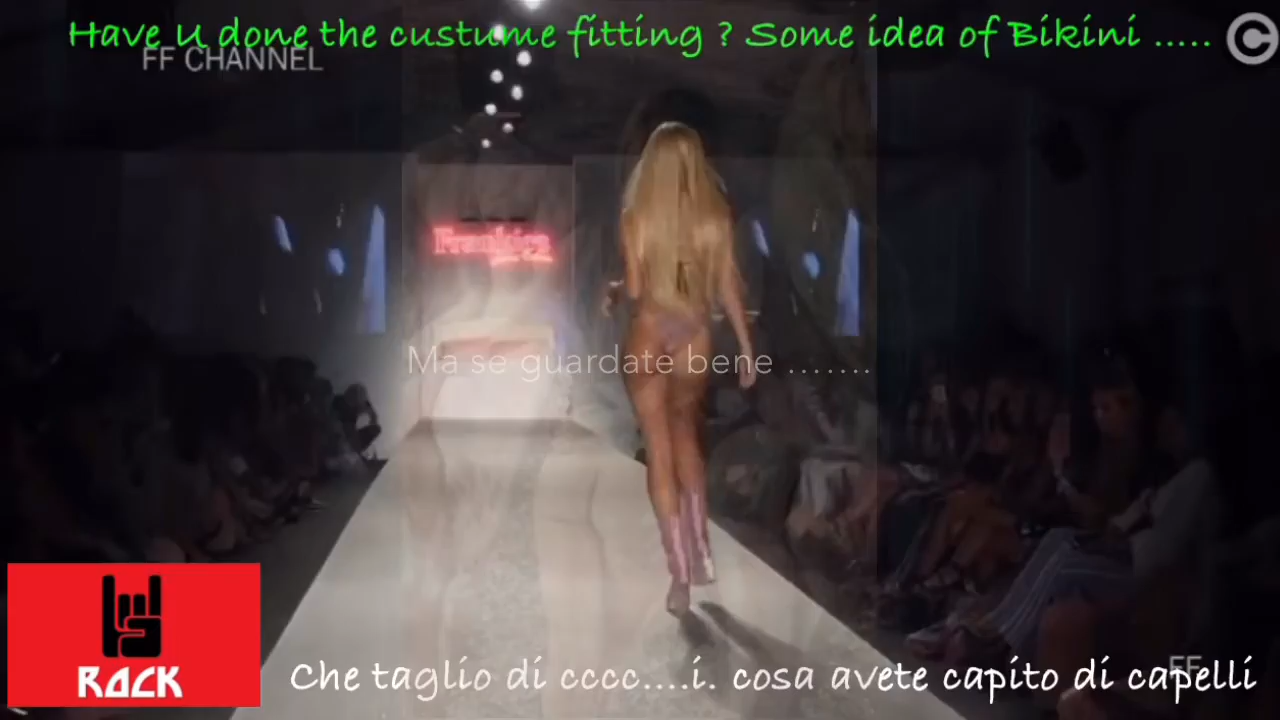 Have U done the custume fitting ? Some idea of Bikini .....
FF CHANNEL
Ma se guardate bene .......
ROCK
Che taglio di cccc....i. cosa avete capito di capelli
FF